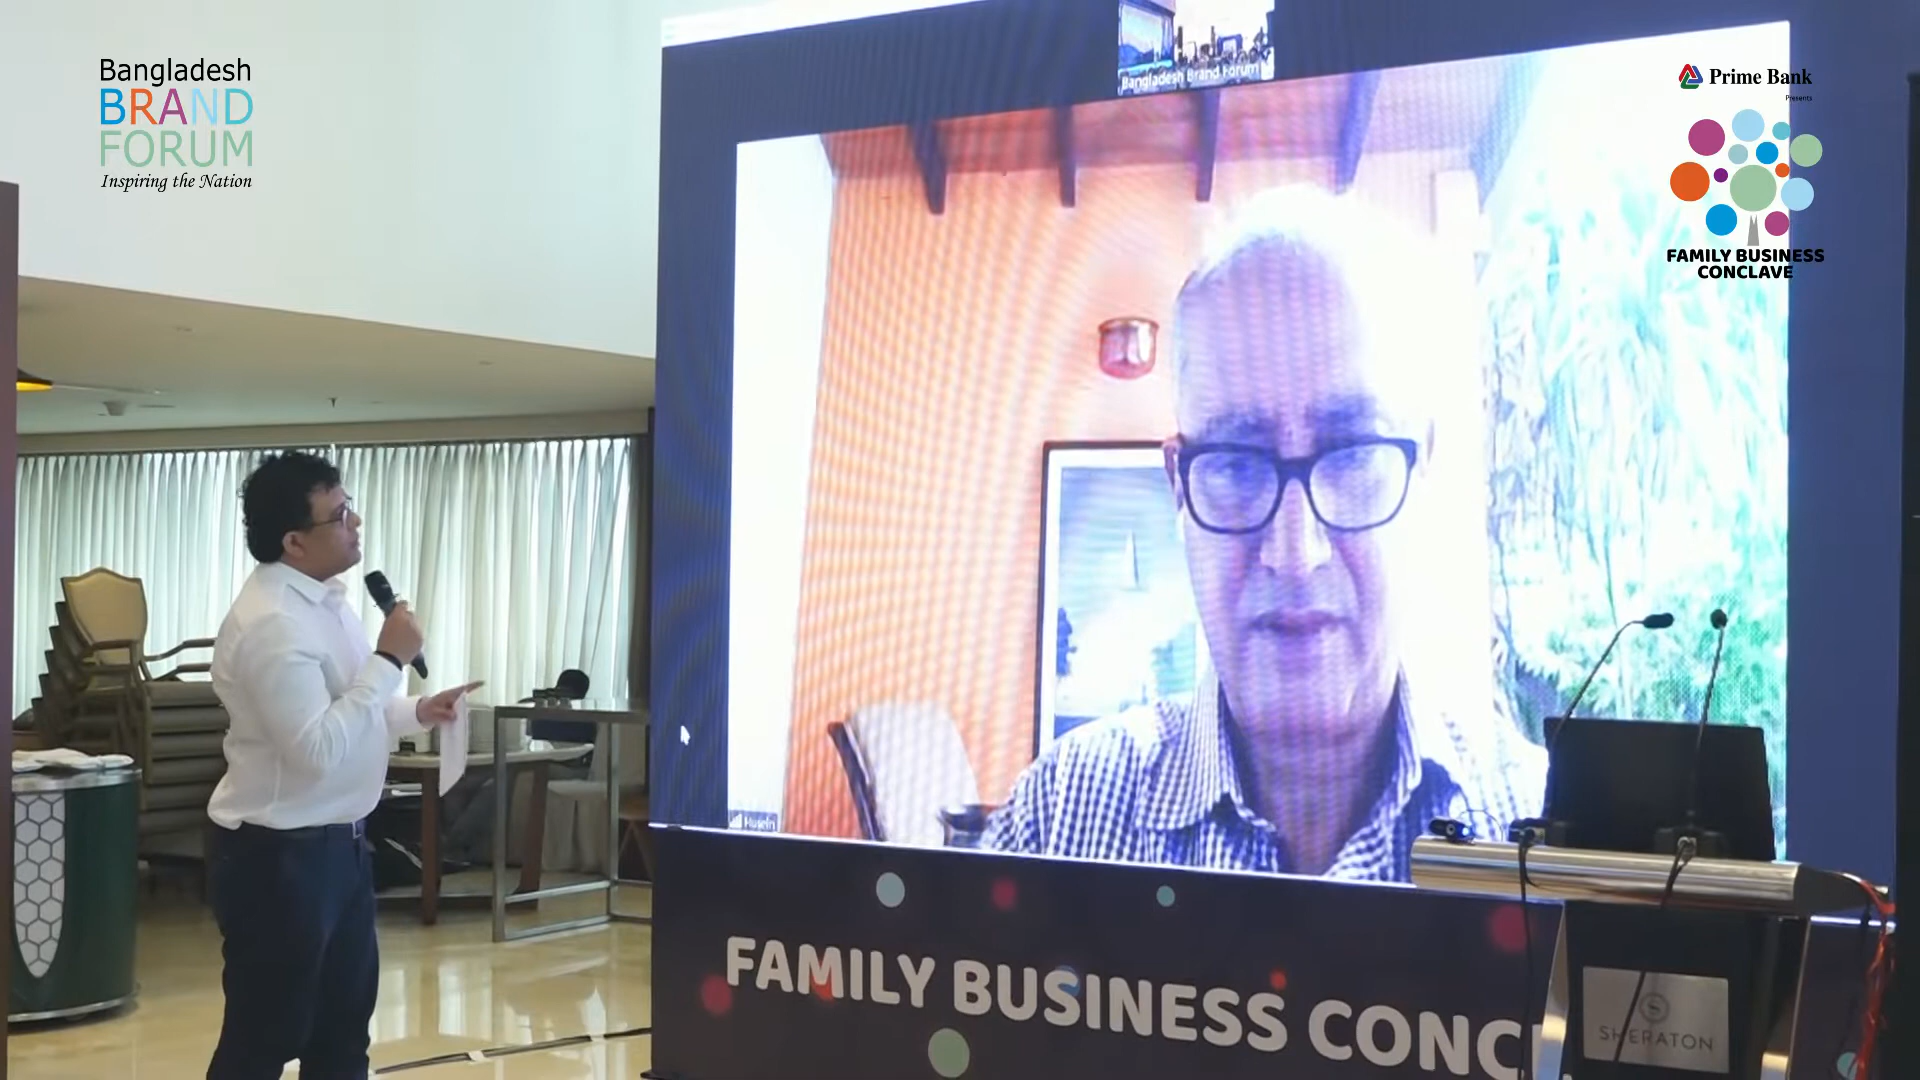 Bangladesh
BRAND
FORUM
Inspiring the Nation
Bangladesh Brand Forum
Prime Bank
Presents
FAMILY BUSINESS
CONCLAVE
Husein
FAMILY BUSINESS CONC
SHERATON